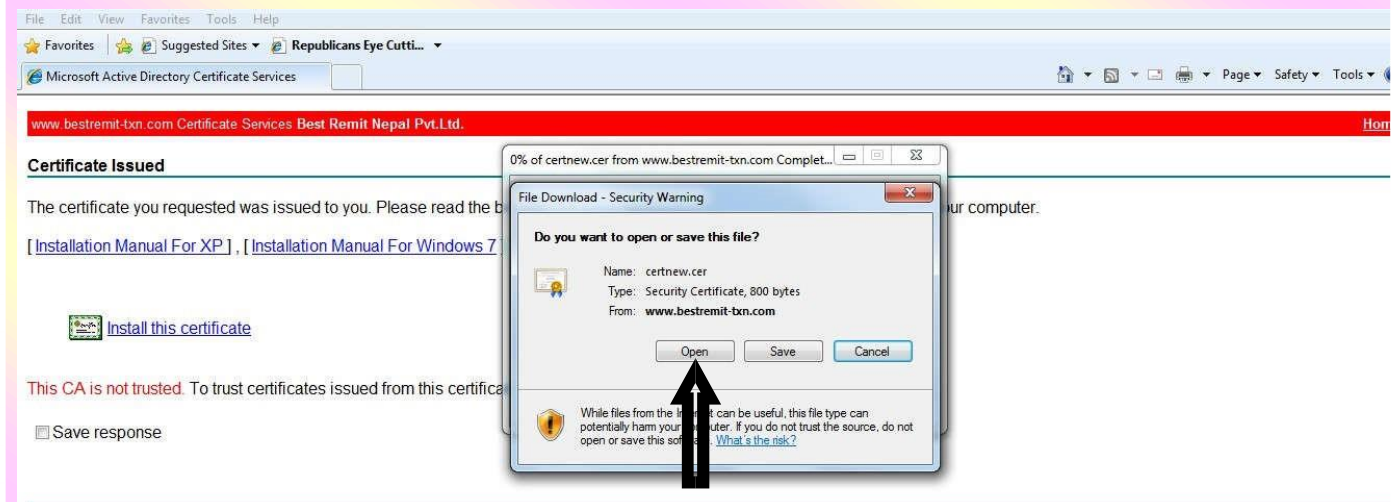 File Edit View Favorites Tools Help
Favorites Suggested Sites Republicans Eye Cutti...
Microsoft Active Directory Certificate Services
Page Safety Tools
www.bestremit-txn.com Certificate Services Best Remit Nepal Pvt.Ltd.
Certificate Issued
The certificate you requested was issued to you. Please read the
ur computer.
[ Installation Manual For XP ] , [ Installation Manual For Windows 7
Install this certificate
This CA is not trusted. To trust certificates issued from this
Save response
0% of certnew.cer from www.bestremit-txn.com Complet...
File Download - Security Warning
Do you want to open or save this file?
Name: certnew.cer
Type: Security Certificate, 800 bytes
From: www.bestremit-txn.com
Open Save Cancel
While files from the can be useful, this file type can
potentially harm your If you do not trust the source, do not
open or save this What's the risk?